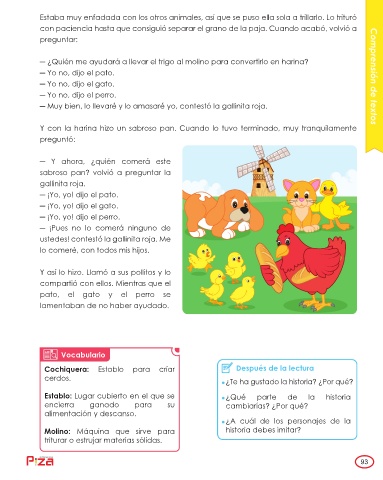 Estaba muy enfadada con los otros animales, así que se puso ella sola a trillarlo. Lo trituró
con paciencia hasta que consiguió separar el grano de la paja. Cuando acabó, volvió a
preguntar:
— ¿Quién me ayudará a llevar el trigo al molino para convertirlo en harina?
— Yo no, dijo el pato.
— Yo no, dijo el gato.
— Yo no, dijo el perro.
— Muy bien, lo llevaré y lo amasaré yo, contestó la gallinita roja.
Y con la harina hizo un sabroso pan. Cuando lo tuvo terminado, muy tranquilamente
preguntó:
— Y ahora, ¿quién comerá este
sabroso pan? volvió a preguntar la
gallinita roja.
— ¡Yo, yo! dijo el pato.
— ¡Yo, yo! dijo el gato.
— ¡Yo, yo! dijo el perro.
— ¡Pues no lo comerá ninguno de
ustedes! contestó la gallinita roja. Me
lo comeré, con todos mis hijos.
Y así lo hizo. Llamó a sus pollitos y lo
compartió con ellos. Mientras que el
pato, el gato y el perro se
lamentaban de no haber ayudado.
Comprensión de textos
Vocabulario
Cochiquera: Establo para criar
cerdos.
Establo: Lugar cubierto en el que se
encierra ganado para su
alimentación y descanso.
Molino: Máquina que sirve para
triturar o estrujar materias sólidas.
Después de la lectura
¿Te ha gustado la historia? ¿Por qué?
¿Qué parte de la historia
cambiarías? ¿Por qué?
¿A cuál de los personajes de la
historia debes imitar?
P:za
93